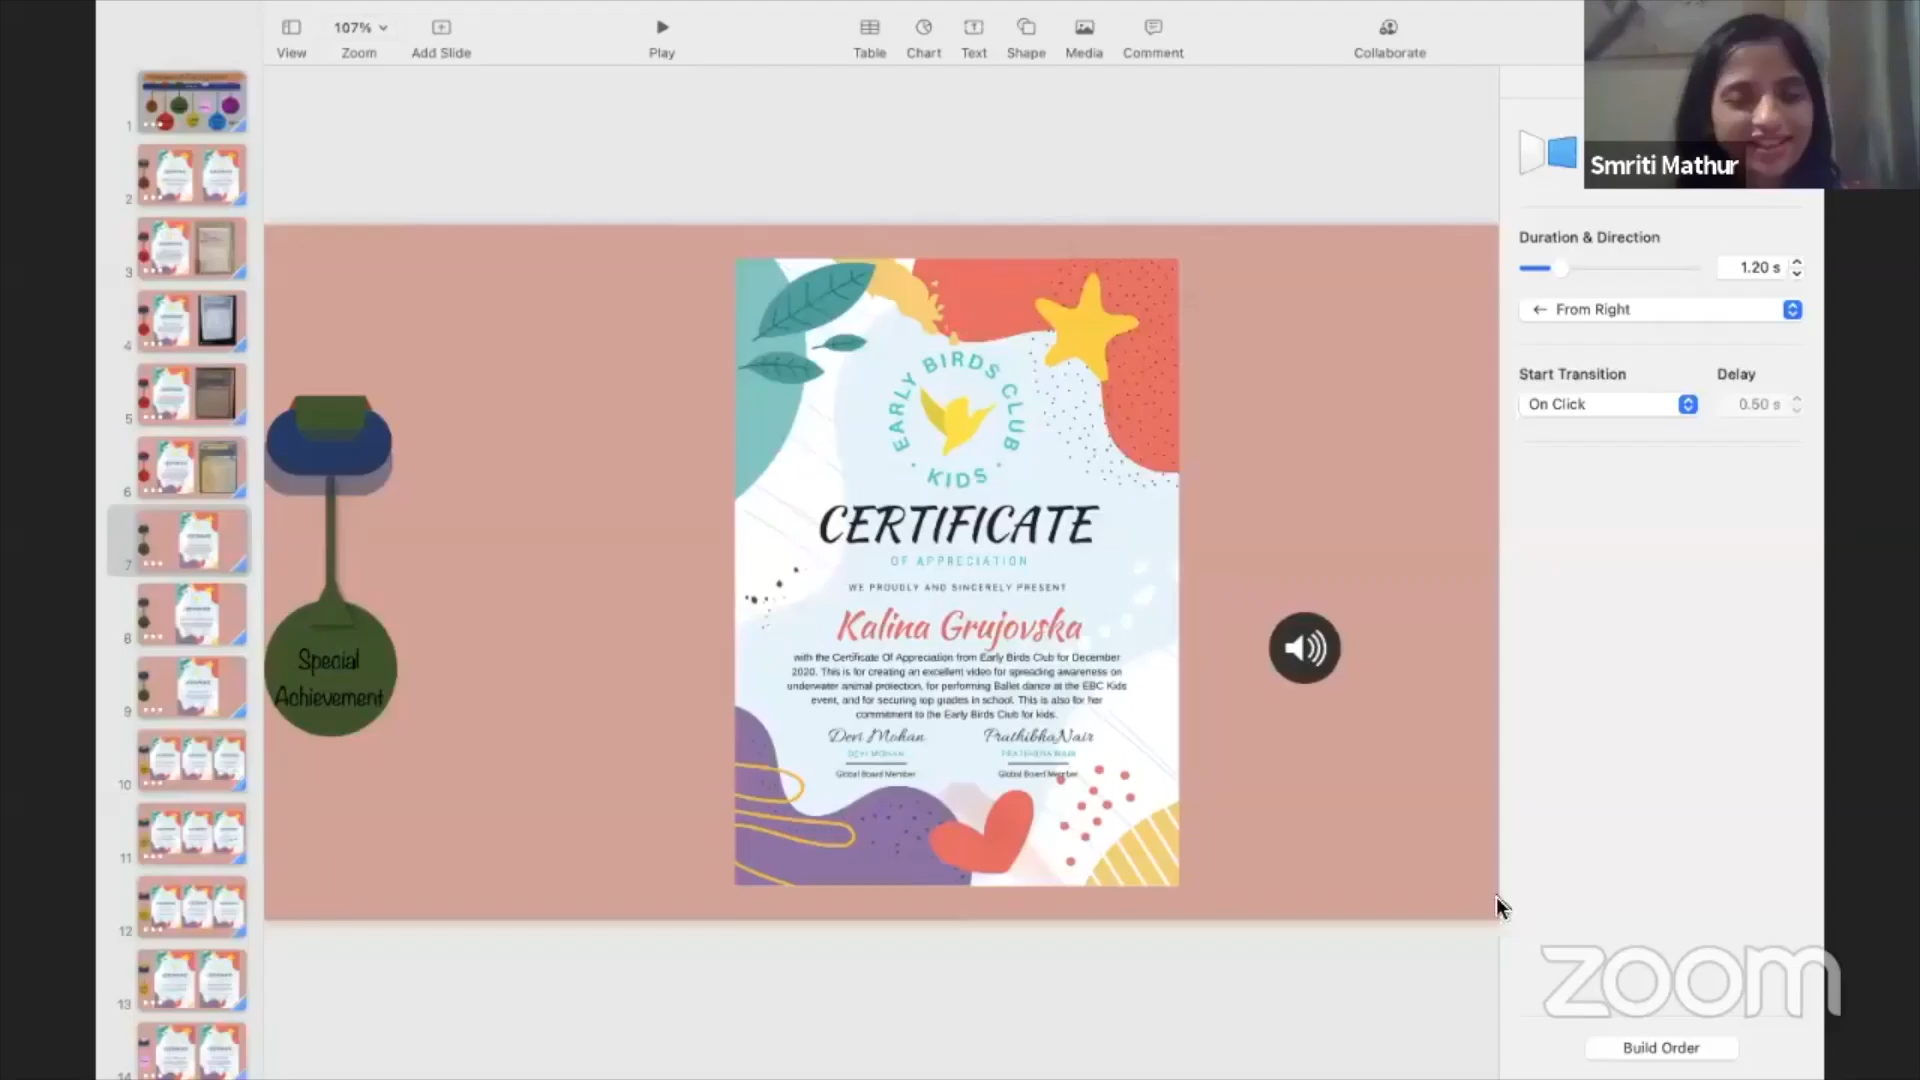 107%
View
Zoom
Add Slide
Play
Table
Chart
Text
Shape
Media
Comment
Collaborate
Smriti Mathur
1
2
3
4
5
6
7
8
9
10
11
12
13
14
Special
Achievement
EARLY BIRDS CLUB
· KIDS ·
CERTIFICATE
OF APPRECIATION
WE PROUDLY AND SINCERELY PRESENT
Kalina Grujovska
with the Certificate Of Appreciation from Early Birds Club for December
2020. This is for creating an excellent video for spreading awareness on
underwater animal protection, for performing Ballet dance at the EBC Kids
event, and for securing top grades in school. This is also for her
commitment to the Early Birds Club for kids.
Devi Mohan
PrathibhaNair
DEVI MOHAN
PRATHIBHA NAIR
Global Board Member
Global Board Member
Duration & Direction
1.20 s
← From Right
Start Transition
Delay
On Click
0.50 s
zoom
Build Order